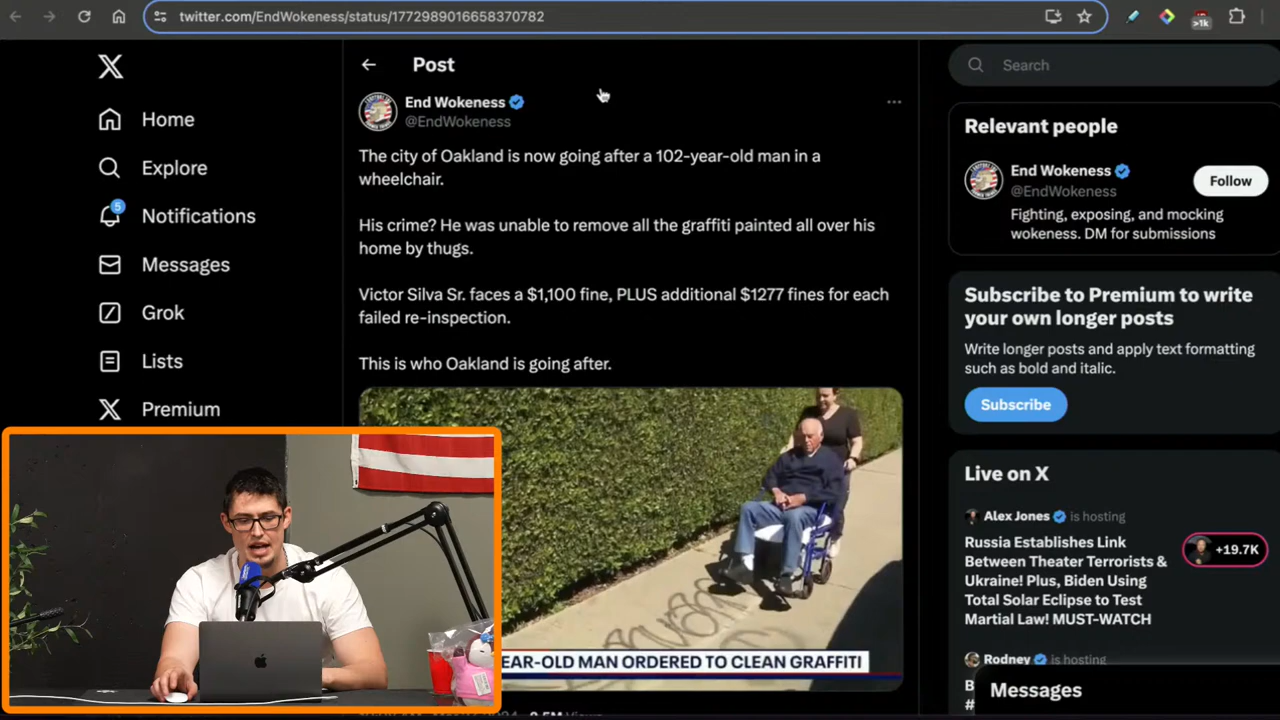 twitter.com/EndWokeness/status/1772989016658370782
>1k
X
Home
Explore
5
Notifications
Messages
Grok
Lists
Premium
Post
End Wokeness
@EndWokeness
The city of Oakland is now going after a 102-year-old man in a
wheelchair.
His crime? He was unable to remove all the graffiti painted all over his
home by thugs.
Victor Silva Sr. faces a $1,100 fine, PLUS additional $1277 fines for each
failed re-inspection.
This is who Oakland is going after.
EAR-OLD MAN ORDERED TO CLEAN GRAFFITI
Search
Relevant people
End Wokeness
@EndWokeness
Follow
Fighting, exposing, and mocking
wokeness. DM for submissions
Subscribe to Premium to write
your own longer posts
Write longer posts and apply text formatting
such as bold and italic.
Subscribe
Live on X
Alex Jones is hosting
Russia Establishes Link
Between Theater Terrorists &
Ukraine! Plus, Biden Using
Total Solar Eclipse to Test
Martial Law! MUST-WATCH
+19.7K
Rodney is hosting
Messages